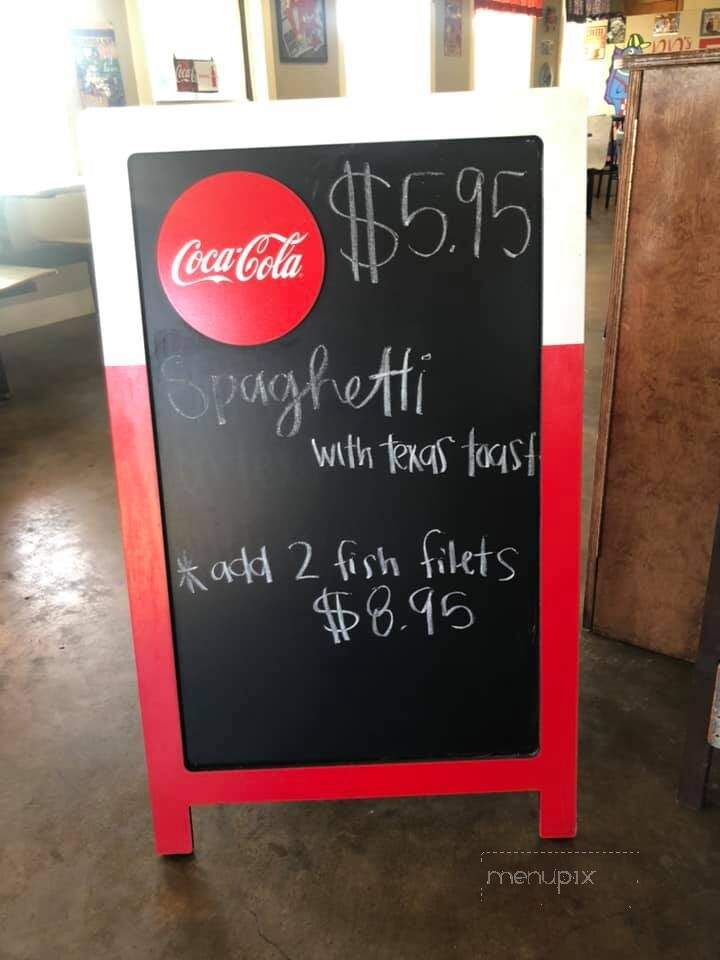 Coca-Cola
$5.95
Spaghetti
with texas toast
* add 2 fish filets
$8.95
menupix